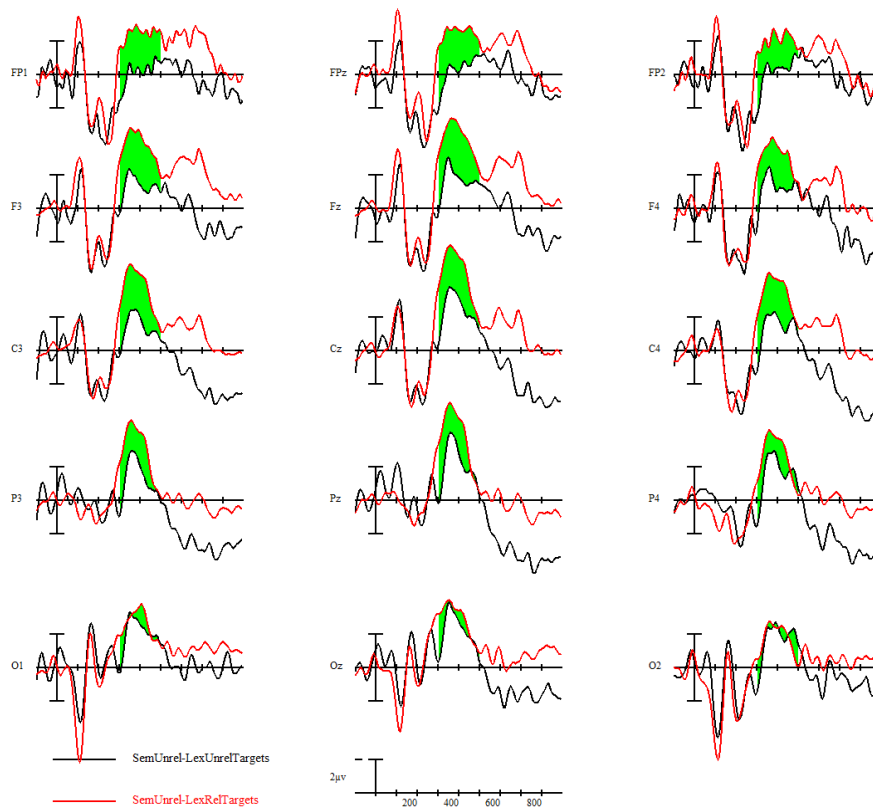 FP1 FPz FP2
F3 Fz F4
C3 Cz C4
P3 Pz P4
O1 Oz O2
SemUnrel-LexUnrelTargets
2μv
200 400 600 800
SemUnrel-LexRelTargets